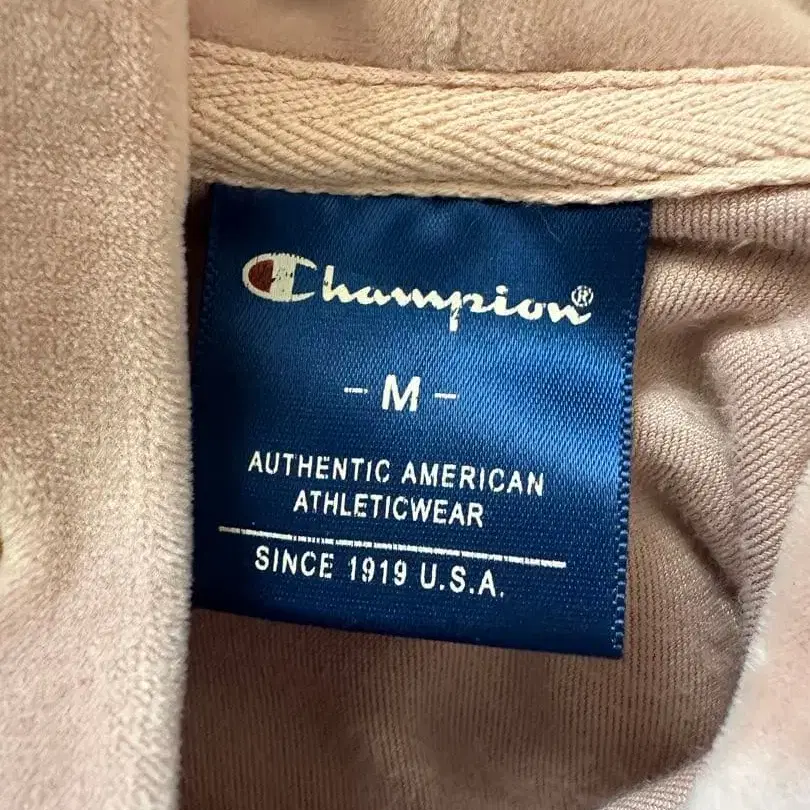 Champion®
- M -
AUTHENTIC AMERICAN
ATHLETICWEAR
SINCE 1919 U.S.A.